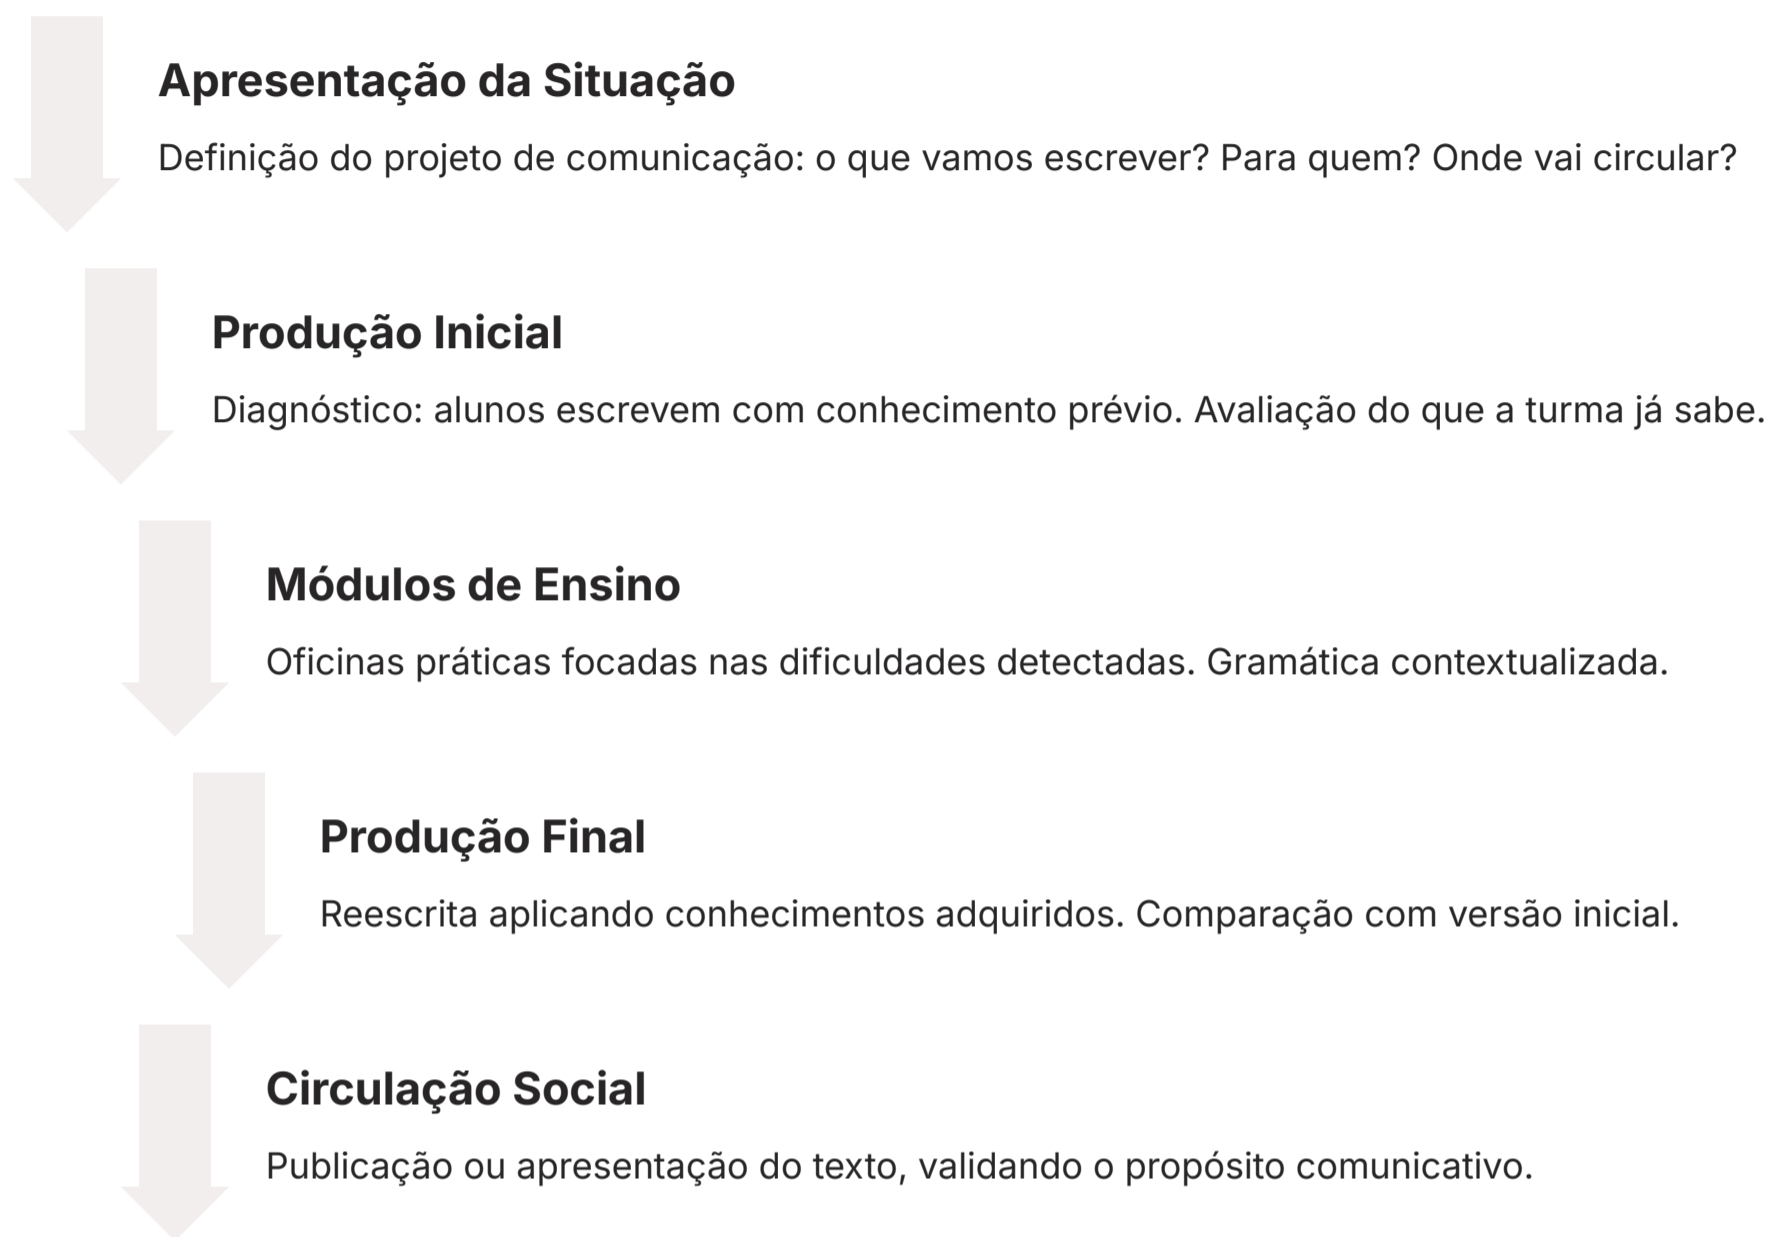 Apresentação da Situação
Definição do projeto de comunicação: o que vamos escrever? Para quem? Onde vai circular?
Produção Inicial
Diagnóstico: alunos escrevem com conhecimento prévio. Avaliação do que a turma já sabe.
Módulos de Ensino
Oficinas práticas focadas nas dificuldades detectadas. Gramática contextualizada.
Produção Final
Reescrita aplicando conhecimentos adquiridos. Comparação com versão inicial.
Circulação Social
Publicação ou apresentação do texto, validando o propósito comunicativo.